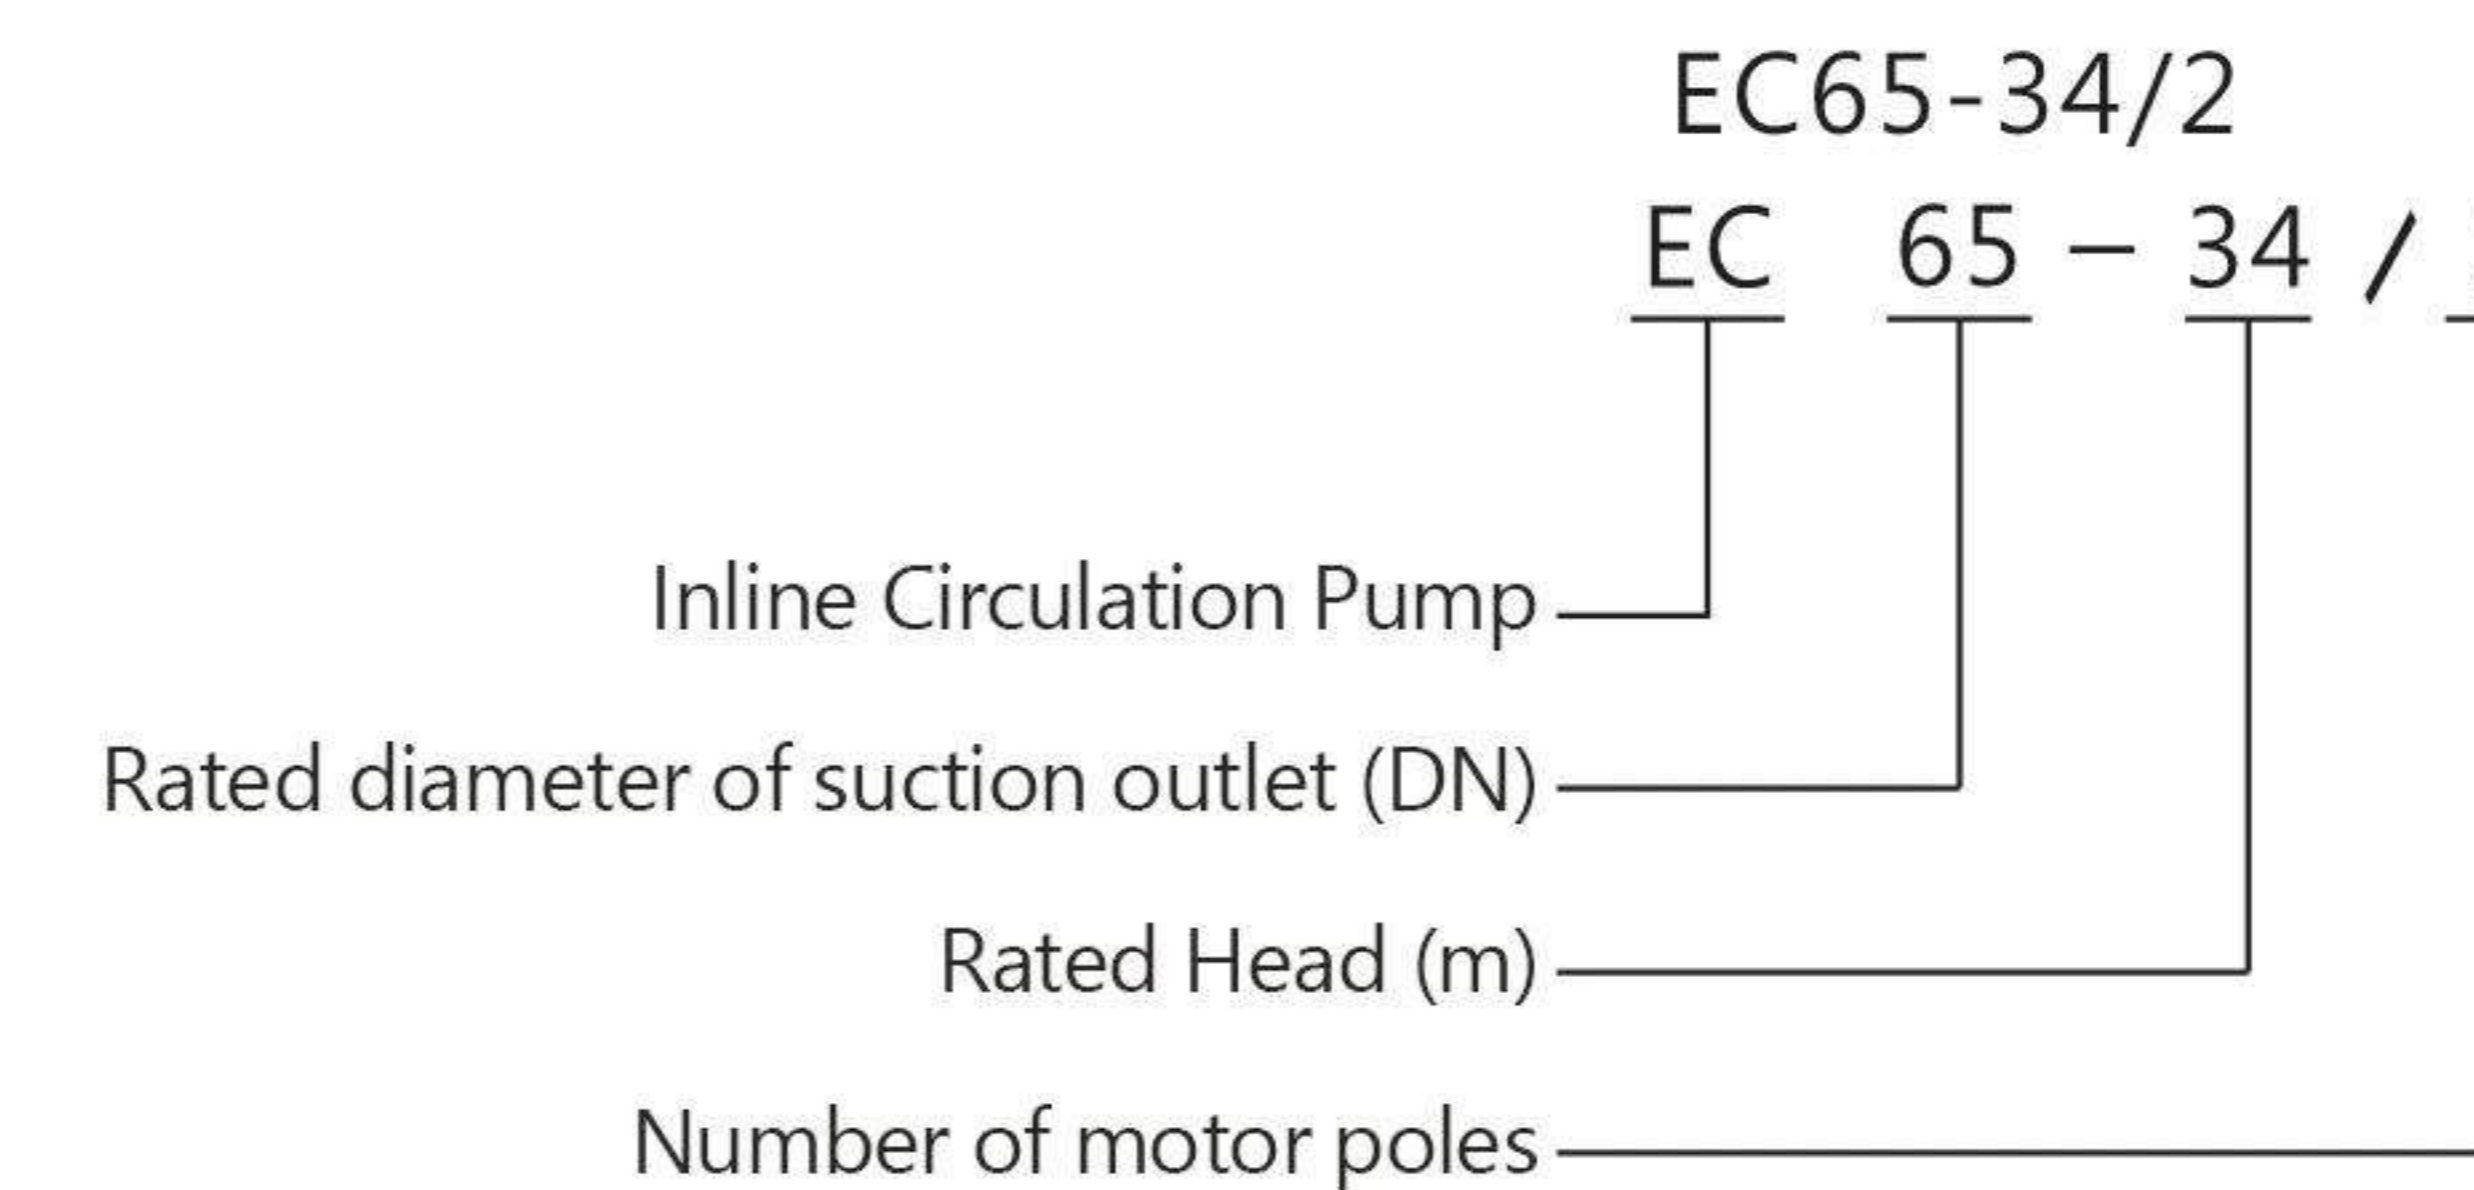 EC65-34/2
EC 65 – 34 /
Inline Circulation Pump
Rated diameter of suction outlet (DN)
Rated Head (m)
Number of motor poles